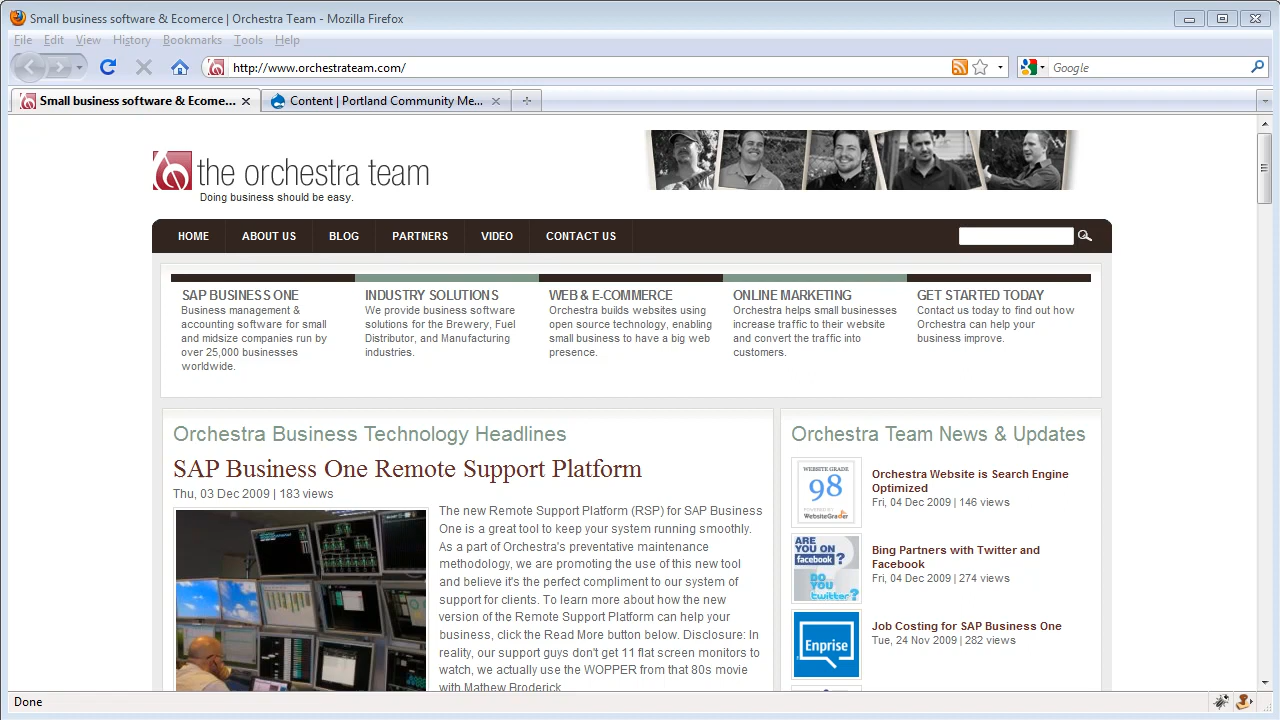 Small business software & Ecomerce | Orchestra Team - Mozilla Firefox
File Edit View History Bookmarks Tools Help
http://www.orchestrateam.com/
Google
Small business software & Ecome...
Content | Portland Community Me...
the orchestra team
Doing business should be easy.
HOME ABOUT US BLOG PARTNERS VIDEO CONTACT US
SAP BUSINESS ONE
Business management &
accounting software for small
and midsize companies run by
over 25,000 businesses
worldwide.
INDUSTRY SOLUTIONS
We provide business software
solutions for the Brewery, Fuel
Distributor, and Manufacturing
industries.
WEB & E-COMMERCE
Orchestra builds websites using
open source technology, enabling
small business to have a big web
presence.
ONLINE MARKETING
Orchestra helps small businesses
increase traffic to their website
and convert the traffic into
customers.
GET STARTED TODAY
Contact us today to find out how
Orchestra can help your
business improve.
Orchestra Business Technology Headlines
SAP Business One Remote Support Platform
Thu, 03 Dec 2009 | 183 views
The new Remote Support Platform (RSP) for SAP Business
One is a great tool to keep your system running smoothly.
As a part of Orchestra's preventative maintenance
methodology, we are promoting the use of this new tool
and believe it's the perfect compliment to our system of
support for clients. To learn more about how the new
version of the Remote Support Platform can help your
business, click the Read More button below. Disclosure: In
reality, our support guys don't get 11 flat screen monitors to
watch, we actually use the WOPPER from that 80s movie
with Mathew Broderick
Orchestra Team News & Updates
WEBSITE GRADE
98
WebsiteGrader
Orchestra Website is Search Engine
Optimized
Fri, 04 Dec 2009 | 146 views
ARE YOU ON
facebook?
DO YOU
twitter?
Bing Partners with Twitter and
Facebook
Fri, 04 Dec 2009 | 274 views
Enprise
Job Costing for SAP Business One
Tue, 24 Nov 2009 | 282 views
Done